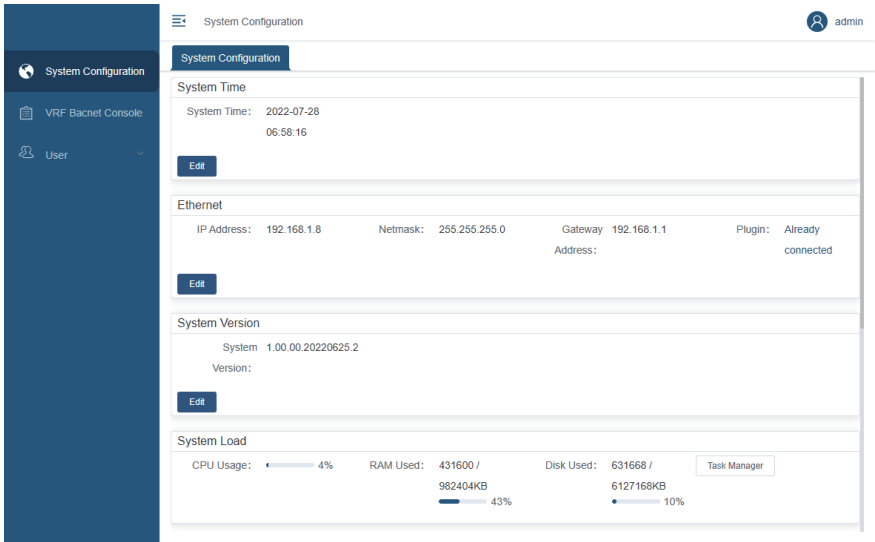 System Configuration
admin
System Configuration
System Configuration
VRF Bacnet Console
User
System Time
System Time: 2022-07-28
06:58:16
Edit
Ethernet
IP Address: 192.168.1.8 Netmask: 255.255.255.0 Gateway 192.168.1.1 Plugin: Already
Address: connected
Edit
System Version
System 1.00.00.20220625.2
Version:
Edit
System Load
CPU Usage: 4% RAM Used: 431600 / Disk Used: 631668 / Task Manager
982404KB 6127168KB
43% 10%